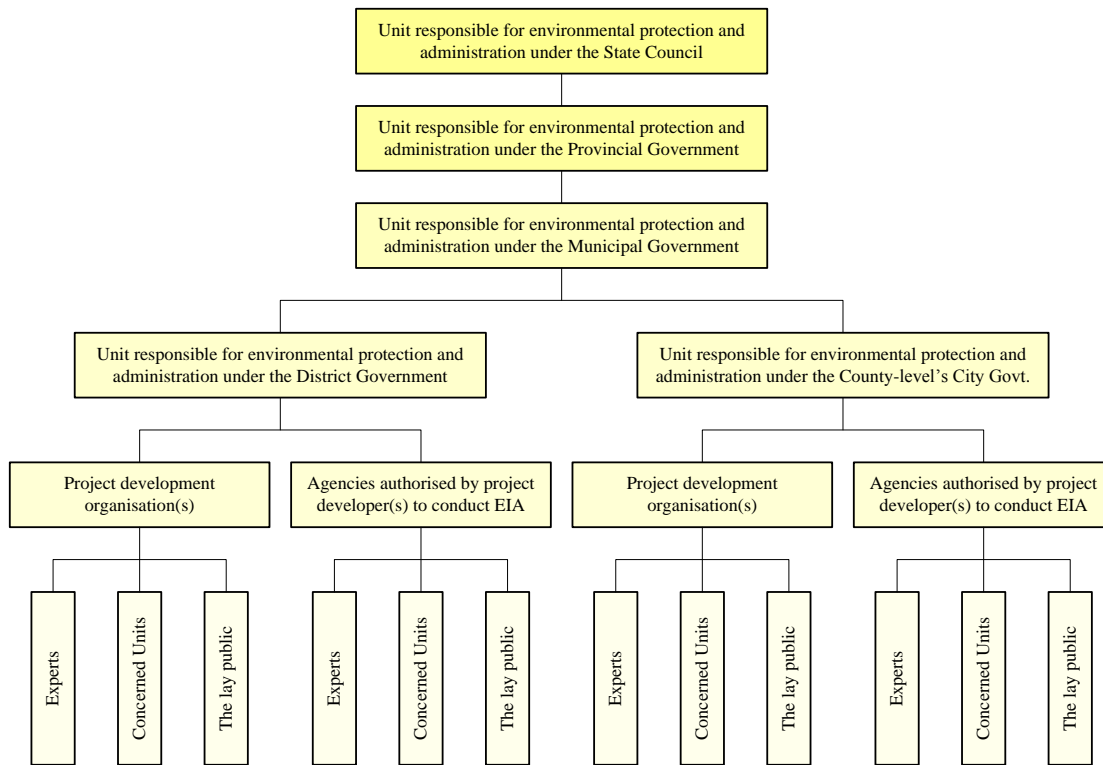 Unit responsible for environmental protection and
administration under the State Council
Unit responsible for environmental protection and
administration under the Provincial Government
Unit responsible for environmental protection and
administration under the Municipal Government
Unit responsible for environmental protection and
administration under the District Government
Unit responsible for environmental protection and
administration under the County-level’s City Govt.
Project development
organisation(s)
Agencies authorised by project
developer(s) to conduct EIA
Project development
organisation(s)
Agencies authorised by project
developer(s) to conduct EIA
Experts
Concerned Units
The lay public
Experts
Concerned Units
The lay public
Experts
Concerned Units
The lay public
Experts
Concerned Units
The lay public